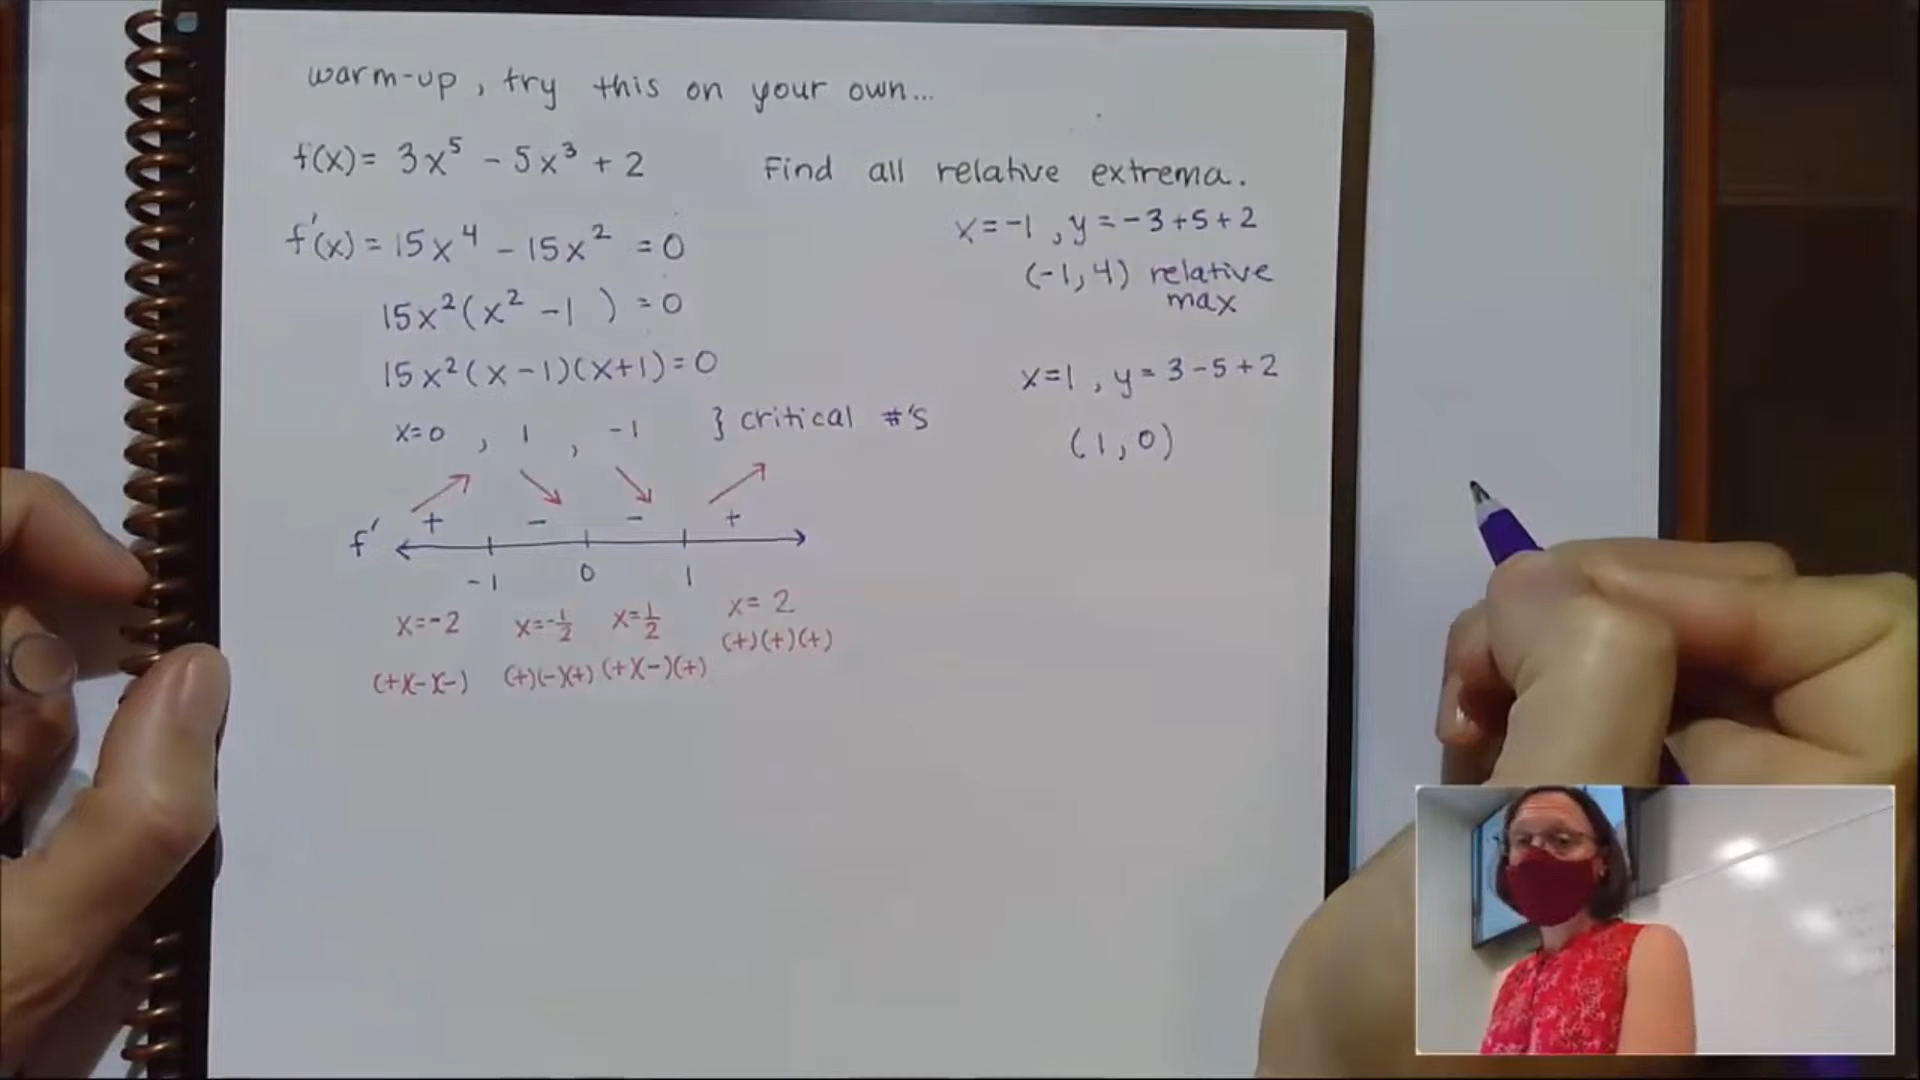 warm-up, try this on your own...
f(x) = 3x⁵ - 5x³ + 2
Find all relative extrema.
f'(x) = 15x⁴ - 15x² = 0
15x²(x² - 1 ) = 0
15x²(x-1)(x+1) = 0
x=0 , 1 , -1 } critical #'s
+ - - +
f'
-1 0 1
x=-2 x=-1/2 x=1/2 x=2
(+)(-)(-) (+)(-)(+) (+)(-)(+) (+)(+)(+)
x=-1, y=-3+5+2
(-1,4) relative
max
x=1, y=3-5+2
(1,0)